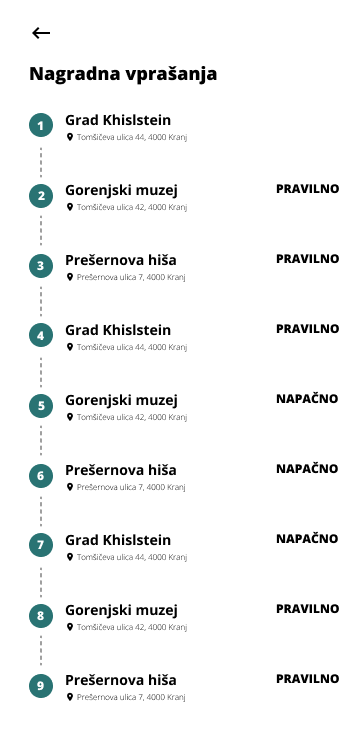 Nagradna vprašanja
1 Grad Khislstein
Tomšičeva ulica 44, 4000 Kranj
2 Gorenjski muzej PRAVILNO
Tomšičeva ulica 42, 4000 Kranj
3 Prešernova hiša PRAVILNO
Prešernova ulica 7, 4000 Kranj
4 Grad Khislstein PRAVILNO
Tomšičeva ulica 44, 4000 Kranj
5 Gorenjski muzej NAPAČNO
Tomšičeva ulica 42, 4000 Kranj
6 Prešernova hiša NAPAČNO
Prešernova ulica 7, 4000 Kranj
7 Grad Khislstein NAPAČNO
Tomšičeva ulica 44, 4000 Kranj
8 Gorenjski muzej PRAVILNO
Tomšičeva ulica 42, 4000 Kranj
9 Prešernova hiša PRAVILNO
Prešernova ulica 7, 4000 Kranj